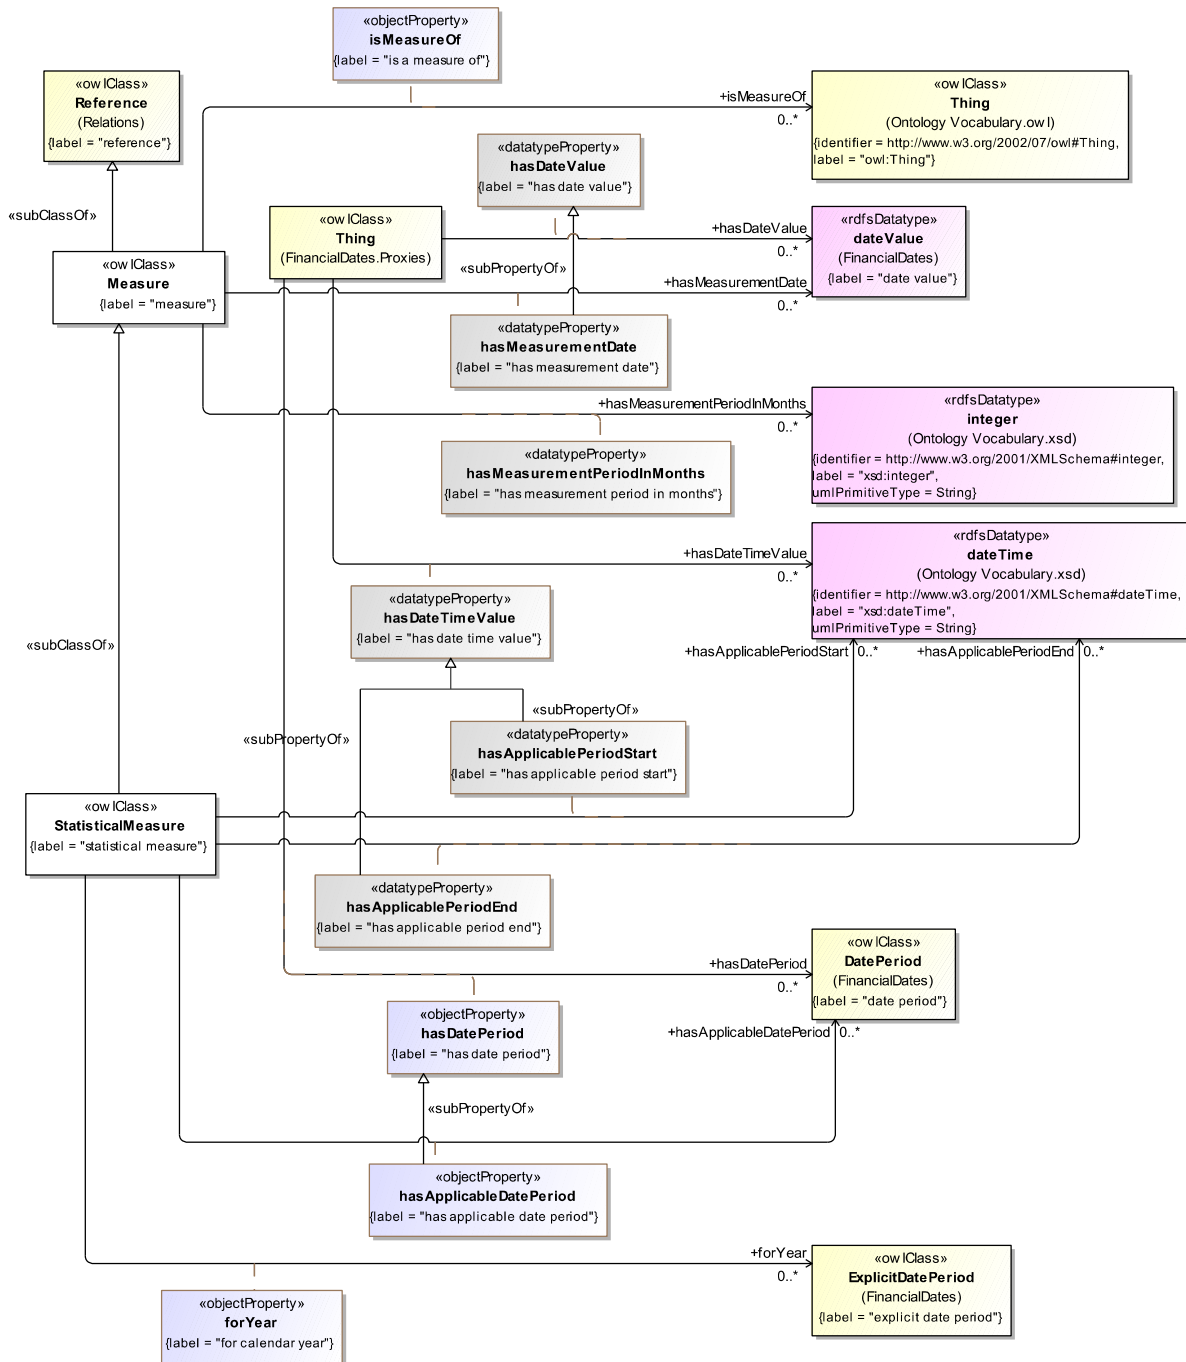 «objectProperty»
isMeasureOf
{label = "is a measure of"}
«owlClass»
Reference
(Relations)
{label = "reference"}
+isMeasureOf
0..*
«owlClass»
Thing
(Ontology Vocabulary.owl)
{identifier = http://www.w3.org/2002/07/owl#Thing,
label = "owl:Thing"}
«datatypeProperty»
hasDateValue
{label = "has date value"}
«subClassOf»
«owlClass»
Thing
(FinancialDates.Proxies)
+hasDateValue
0..*
«rdfsDatatype»
dateValue
(FinancialDates)
{label = "date value"}
«owlClass»
Measure
{label = "measure"}
«subPropertyOf»
+hasMeasurementDate
0..*
«datatypeProperty»
hasMeasurementDate
{label = "has measurement date"}
+hasMeasurementPeriodInMonths
0..*
«rdfsDatatype»
integer
(Ontology Vocabulary.xsd)
{identifier = http://www.w3.org/2001/XMLSchema#integer,
label = "xsd:integer",
umlPrimitiveType = String}
«datatypeProperty»
hasMeasurementPeriodInMonths
{label = "has measurement period in months"}
+hasDateTimeValue
0..*
«rdfsDatatype»
dateTime
(Ontology Vocabulary.xsd)
{identifier = http://www.w3.org/2001/XMLSchema#dateTime,
label = "xsd:dateTime",
umlPrimitiveType = String}
«datatypeProperty»
hasDateTimeValue
{label = "has date time value"}
«subClassOf»
+hasApplicablePeriodStart 0..*
+hasApplicablePeriodEnd 0..*
«subPropertyOf»
«subPropertyOf»
«datatypeProperty»
hasApplicablePeriodStart
{label = "has applicable period start"}
«owlClass»
StatisticalMeasure
{label = "statistical measure"}
«datatypeProperty»
hasApplicablePeriodEnd
{label = "has applicable period end"}
+hasDatePeriod
0..*
«owlClass»
DatePeriod
(FinancialDates)
{label = "date period"}
«objectProperty»
hasDatePeriod
{label = "has date period"}
+hasApplicableDatePeriod 0..*
«subPropertyOf»
«objectProperty»
hasApplicableDatePeriod
{label = "has applicable date period"}
+forYear
0..*
«owlClass»
ExplicitDatePeriod
(FinancialDates)
{label = "explicit date period"}
«objectProperty»
forYear
{label = "for calendar year"}